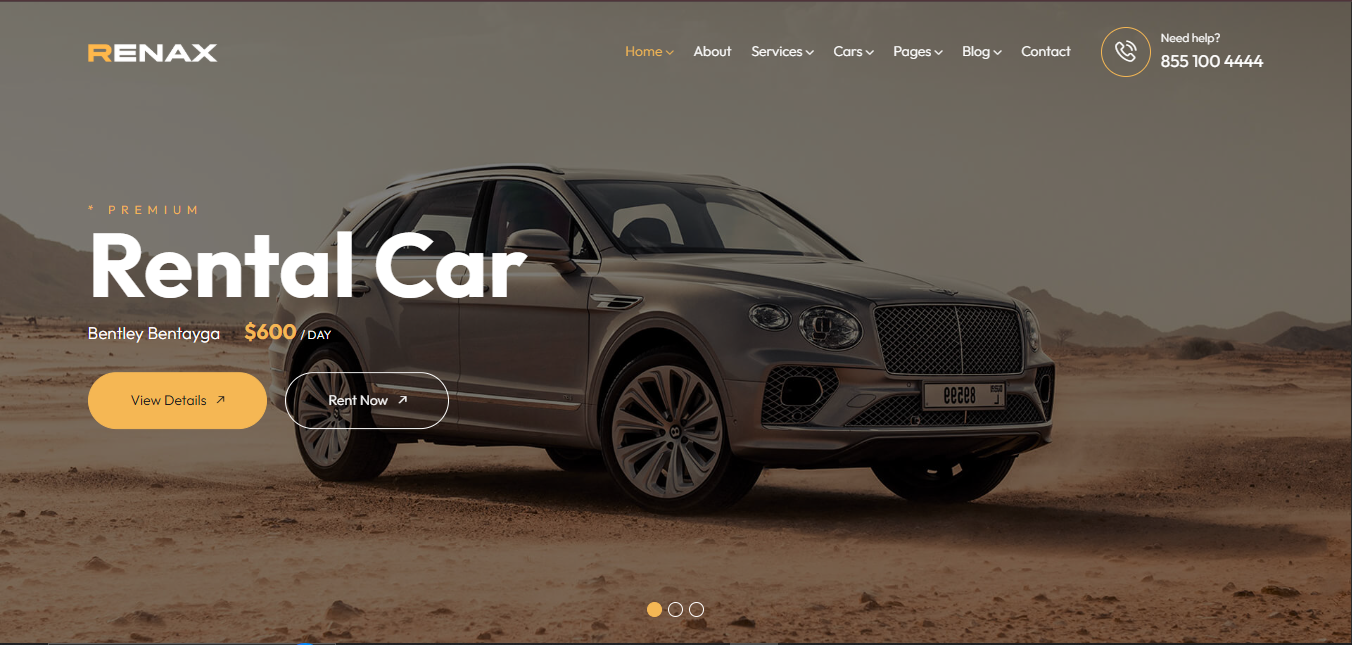 RENAX
Home About Services Cars Pages Blog Contact
Need help?
855 100 4444
* PREMIUM
Rental Car
Bentley Bentayga $600 / DAY
View Details Rent Now